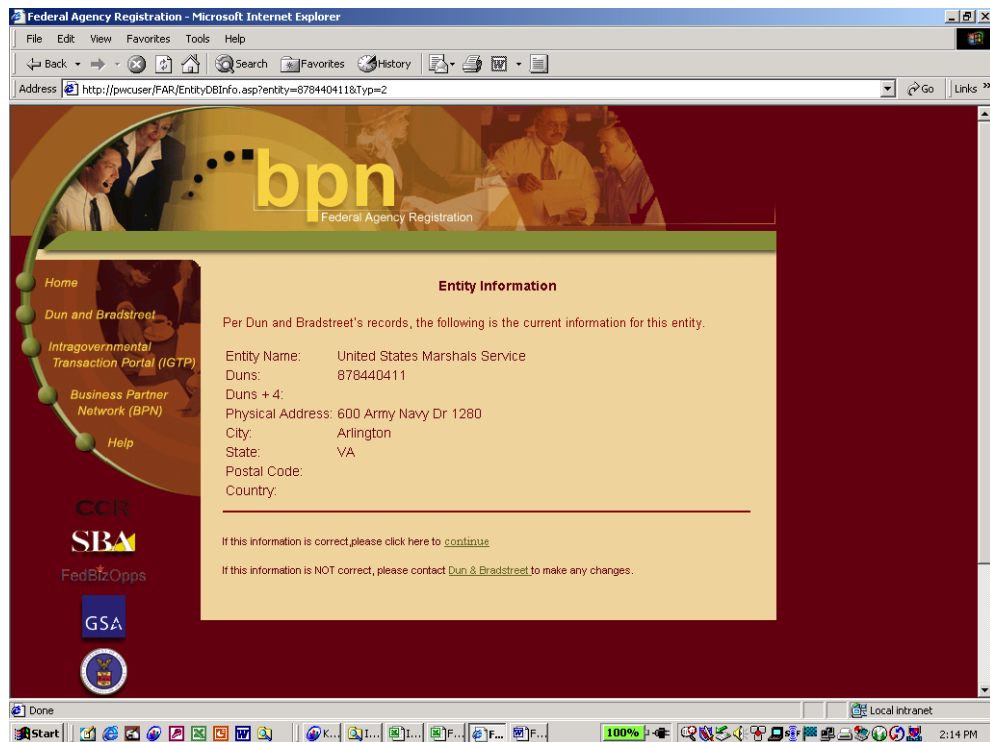 Federal Agency Registration - Microsoft Internet Explorer
File Edit View Favorites Tools Help
Back Search Favorites History
Address http://pwcuser/FAR/EntityDBInfo.asp?entity=878440411&Typ=2 Go Links »
bpn
Federal Agency Registration
Home
Dun and Bradstreet
Intragovernmental
Transaction Portal (IGTP)
Business Partner
Network (BPN)
Help
CCR
SBA
FedBizOpps
GSA
Entity Information
Per Dun and Bradstreet's records, the following is the current information for this entity.
Entity Name: United States Marshals Service
Duns: 878440411
Duns + 4:
Physical Address: 600 Army Navy Dr 1280
City: Arlington
State: VA
Postal Code:
Country:
If this information is correct,please click here to continue
If this information is NOT correct, please contact Dun & Bradstreet to make any changes.
Done Local intranet
Start K... I... I... F... F... F... 100% 2:14 PM